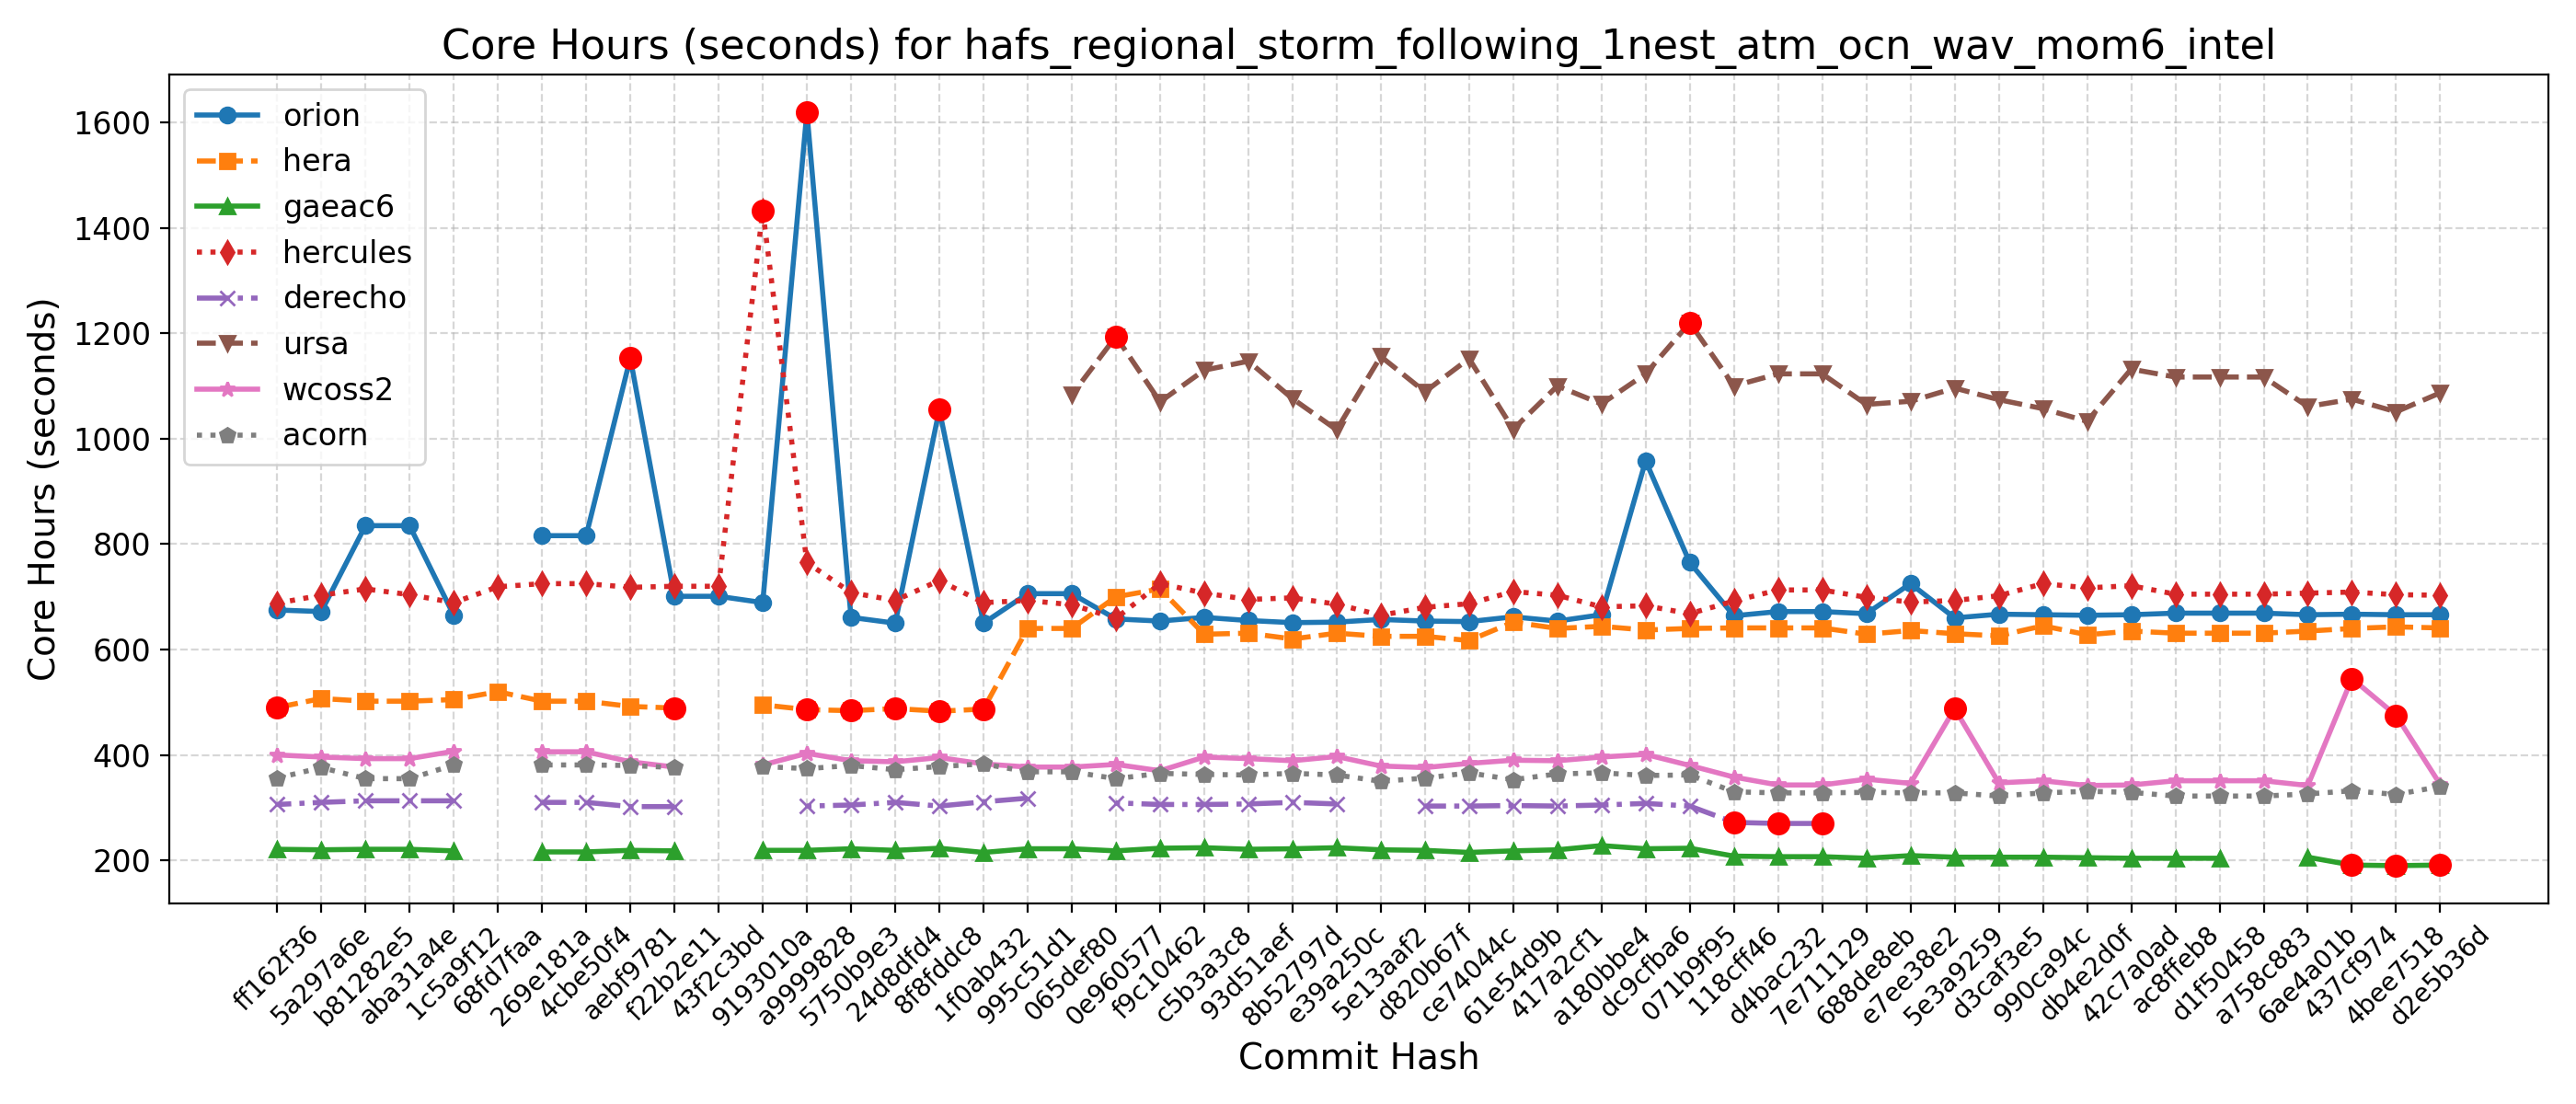 Core Hours (seconds) for hafs_regional_storm_following_1nest_atm_ocn_wav_mom6_intel
orion
hera
gaeac6
hercules
derecho
ursa
wcoss2
acorn
Core Hours (seconds)
1600
1400
1200
1000
800
600
400
200
ff162f36
5a297a6e
b81282e5
aba31a4e
1c5a9f12
68fd7faa
269e181a
4cbe50f4
aebf9781
f22b2e11
43f2c3bd
9193010a
a9999828
5750b9e3
24d8dfd4
8f8fddc8
1f0ab432
995c51d1
065def80
0e960577
f9c10462
c5b3a3c8
93d51aef
8b52797d
e39a250c
5e13aaf2
d820b67f
ce74044c
61e54d9b
417a2cf1
a180bbe4
dc9cfba6
071b9f95
118cff46
d4bac232
7e711129
688de8eb
e7ee38e2
5e3a9259
d3caf3e5
990ca94c
db4e2d0f
42c7a0ad
ac8ffeb8
d1f50458
a758c883
6ae4a01b
437cf974
4bee7518
d2e5b36d
Commit Hash